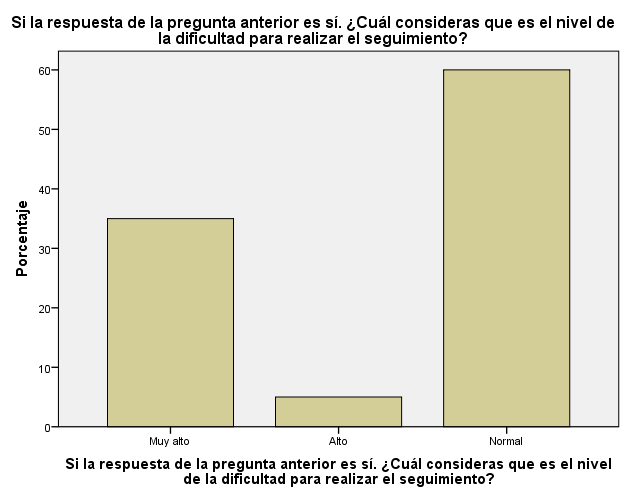 Si la respuesta de la pregunta anterior es sí. ¿Cuál consideras que es el nivel de
la dificultad para realizar el seguimiento?
60
50
40
30
20
10
0
Porcentaje
Muy alto
Alto
Normal
Si la respuesta de la pregunta anterior es sí. ¿Cuál consideras que es el nivel
de la dificultad para realizar el seguimiento?